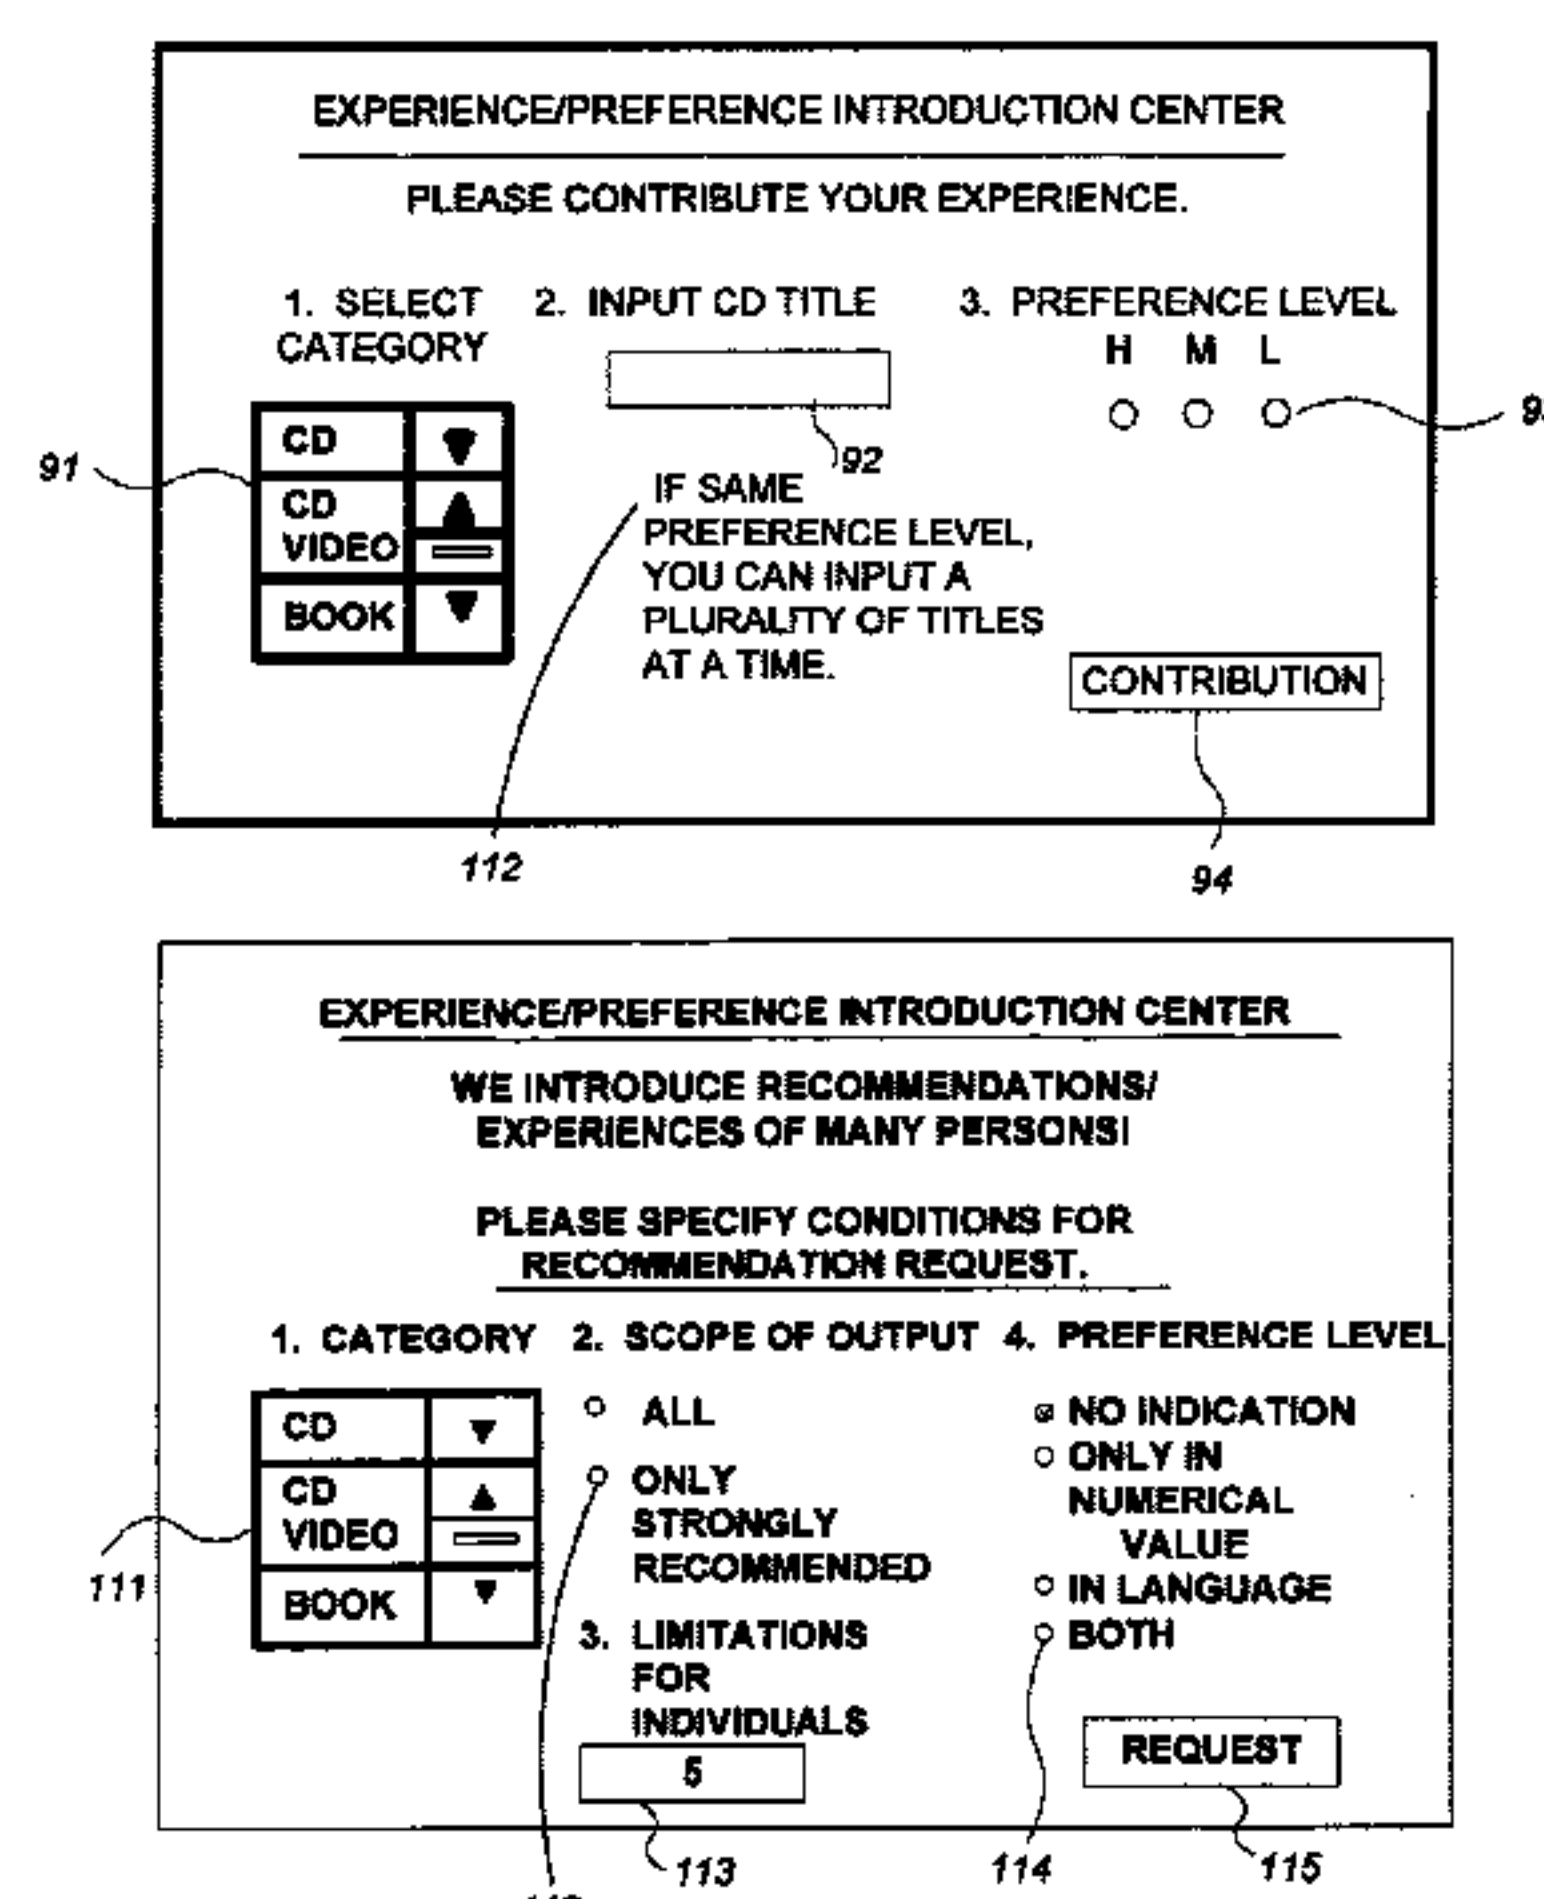 EXPERIENCE/PREFERENCE INTRODUCTION CENTER
PLEASE CONTRIBUTE YOUR EXPERIENCE.
1. SELECT
CATEGORY
2. INPUT CD TITLE
3. PREFERENCE LEVEL
H M L
CD
CD
VIDEO
BOOK
91
92
IF SAME
PREFERENCE LEVEL,
YOU CAN INPUT A
PLURALITY OF TITLES
AT A TIME.
CONTRIBUTION
112
94
EXPERIENCE/PREFERENCE INTRODUCTION CENTER
WE INTRODUCE RECOMMENDATIONS/
EXPERIENCES OF MANY PERSONS!
PLEASE SPECIFY CONDITIONS FOR
RECOMMENDATION REQUEST.
1. CATEGORY
2. SCOPE OF OUTPUT
4. PREFERENCE LEVEL
CD
CD
VIDEO
BOOK
111
ALL
ONLY
STRONGLY
RECOMMENDED
3. LIMITATIONS
FOR
INDIVIDUALS
5
NO INDICATION
ONLY IN
NUMERICAL
VALUE
IN LANGUAGE
BOTH
REQUEST
113
114
115